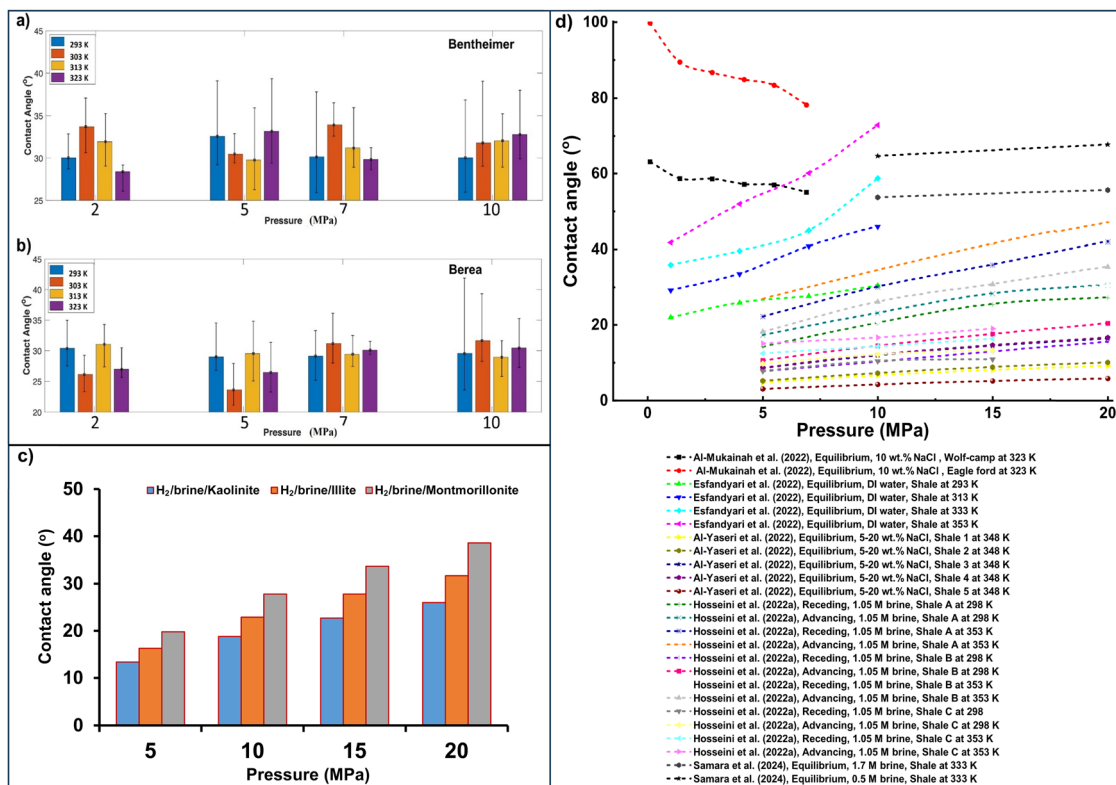 a)
Bentheimer
293 K
303 K
313 K
323 K
Contact Angle (°)
45
40
35
30
25
2
5
7
10
Pressure (MPa)
b)
Berea
293 K
303 K
313 K
323 K
Contact Angle (°)
45
40
35
30
25
20
2
5
7
10
Pressure (MPa)
c)
H₂/brine/Kaolinite H₂/brine/Illite H₂/brine/Montmorillonite
Contact angle (°)
50
40
30
20
10
0
5
10
15
20
Pressure (MPa)
d)
Contact angle (°)
100
80
60
40
20
0
0
5
10
15
20
Pressure (MPa)
Al-Mukainah et al. (2022), Equilibrium, 10 wt.% NaCl , Wolf-camp at 323 K
Al-Mukainah et al. (2022), Equilibrium, 10 wt.% NaCl , Eagle ford at 323 K
Esfandyari et al. (2022), Equilibrium, DI water, Shale at 293 K
Esfandyari et al. (2022), Equilibrium, DI water, Shale at 313 K
Esfandyari et al. (2022), Equilibrium, DI water, Shale at 333 K
Esfandyari et al. (2022), Equilibrium, DI water, Shale at 353 K
Al-Yaseri et al. (2022), Equilibrium, 5-20 wt.% NaCl, Shale 1 at 348 K
Al-Yaseri et al. (2022), Equilibrium, 5-20 wt.% NaCl, Shale 2 at 348 K
Al-Yaseri et al. (2022), Equilibrium, 5-20 wt.% NaCl, Shale 3 at 348 K
Al-Yaseri et al. (2022), Equilibrium, 5-20 wt.% NaCl, Shale 4 at 348 K
Al-Yaseri et al. (2022), Equilibrium, 5-20 wt.% NaCl, Shale 5 at 348 K
Hosseini et al. (2022a), Receding, 1.05 M brine, Shale A at 298 K
Hosseini et al. (2022a), Advancing, 1.05 M brine, Shale A at 298 K
Hosseini et al. (2022a), Receding, 1.05 M brine, Shale A at 353 K
Hosseini et al. (2022a), Advancing, 1.05 M brine, Shale A at 353 K
Hosseini et al. (2022a), Receding, 1.05 M brine, Shale B at 298 K
Hosseini et al. (2022a), Advancing, 1.05 M brine, Shale B at 298 K
Hosseini et al. (2022a), Receding, 1.05 M brine, Shale B at 353 K
Hosseini et al. (2022a), Advancing, 1.05 M brine, Shale B at 353 K
Hosseini et al. (2022a), Receding, 1.05 M brine, Shale C at 298
Hosseini et al. (2022a), Advancing, 1.05 M brine, Shale C at 298 K
Hosseini et al. (2022a), Receding, 1.05 M brine, Shale C at 353 K
Hosseini et al. (2022a), Advancing, 1.05 M brine, Shale C at 353 K
Samara et al. (2024), Equilibrium, 1.7 M brine, Shale at 333 K
Samara et al. (2024), Equilibrium, 0.5 M brine, Shale at 333 K